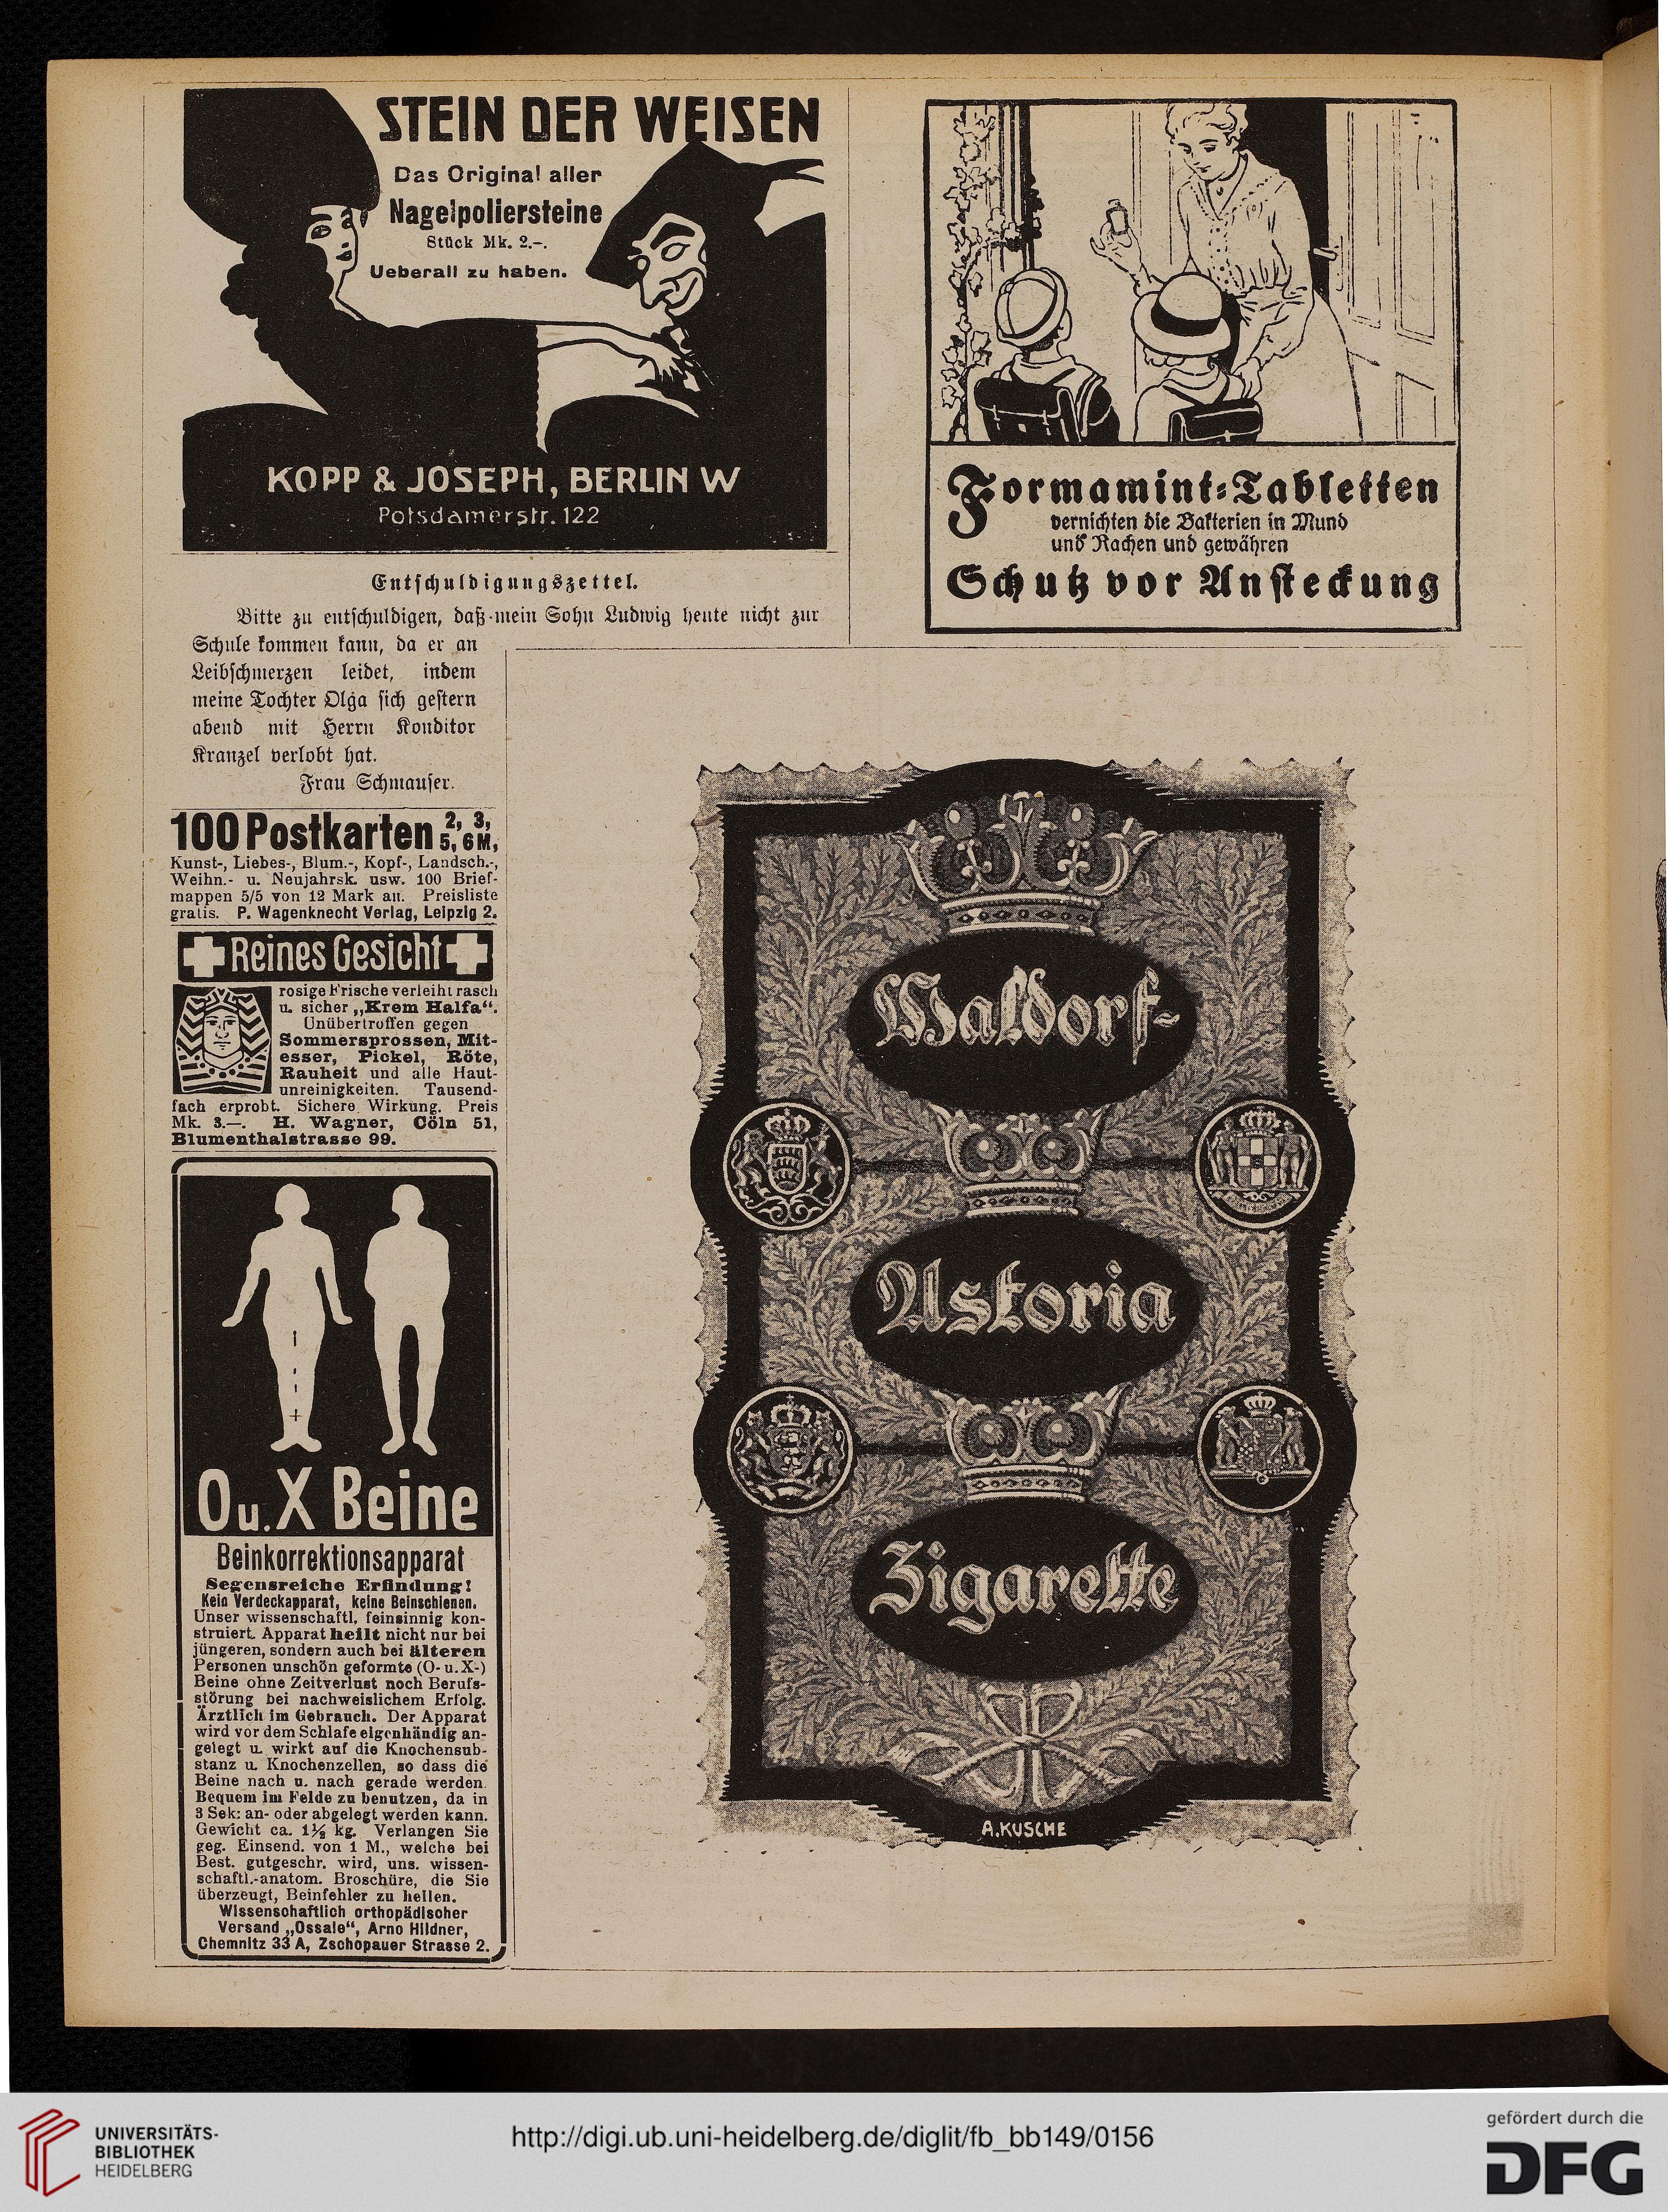 STEIN DER WEISEN
Das Original aller
Nagelpoliersteine
Stück Mk. 2.–.
Ueberall zu haben.
KOPP & JOSEPH, BERLIN W
Potsdamerstr. 122
Formamint=Tabletten
vernichten die Bakterien in Mund
und Rachen und gewähren
Schutz vor Ansteckung
Entschuldigungszettel.
Bitte zu entschuldigen, daß mein Sohn Ludwig heute nicht zur
Schule kommen kann, da er an
Leibschmerzen leidet, indem
meine Tochter Olga sich gestern
abend mit Herrn Konditor
Kranzel verlobt hat.
Frau Schmauser.
100 Postkarten 2, 3,
5, 6 M,
Kunst-, Liebes-, Blum.-, Kopf-, Landsch.-,
Weihn.- u. Neujahrsk. usw. 100 Brief-
mappen 5/5 von 12 Mark an. Preisliste
gratis. P. Wagenknecht Verlag, Leipzig 2.
Reines Gesicht
rosige Frische verleiht rasch
u. sicher „Krem Halfa“.
Unübertroffen gegen
Sommersprossen, Mit-
esser, Pickel, Röte,
Rauheit und alle Haut-
unreinigkeiten. Tausend-
fach erprobt. Sichere Wirkung. Preis
Mk. 3.—. H. Wagner, Cöln 51,
Blumenthalstrasse 99.
O u. X Beine
Beinkorrektionsapparat
Segensreiche Erfindung!
Kein Verdeckapparat, keine Beinschienen.
Unser wissenschaftl. feinsinnig kon-
struiert. Apparat heilt nicht nur bei
jüngeren, sondern auch bei älteren
Personen unschön geformte (O- u. X-)
Beine ohne Zeitverlust noch Berufs-
störung bei nachweislichem Erfolg.
Ärztlich im Gebrauch. Der Apparat
wird vor dem Schlafe eigenhändig an-
gelegt u. wirkt auf die Knochensub-
stanz u. Knochenzellen, so dass die
Beine nach u. nach gerade werden.
Bequem im Felde zu benutzen, da in
3 Sek: an- oder abgelegt werden kann.
Gewicht ca. 1½ kg. Verlangen Sie
geg. Einsend. von 1 M., welche bei
Best. gutgeschr. wird, uns. wissen-
schaftl.-anatom. Broschüre, die Sie
überzeugt, Beinfehler zu heilen.
Wissenschaftlich orthopädischer
Versand „Ossale“, Arno Hildner,
Chemnitz 33 A, Zschopauer Strasse 2.
Waldorf-
Astoria
Zigarette
A.KUSCHE
UNIVERSITÄTS-
BIBLIOTHEK
HEIDELBERG
http://digi.ub.uni-heidelberg.de/diglit/fb_bb149/0156
gefördert durch die
DFG